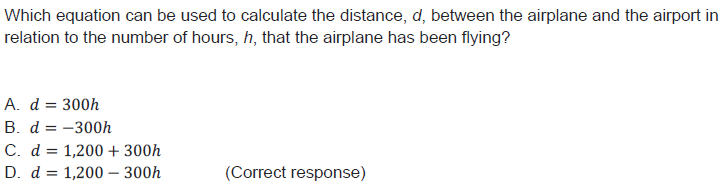 Which equation can be used to calculate the distance, d, between the airplane and the airport in
relation to the number of hours, h, that the airplane has been flying?
A. d = 300h
B. d = −300h
C. d = 1,200 + 300h
D. d = 1,200 − 300h (Correct response)